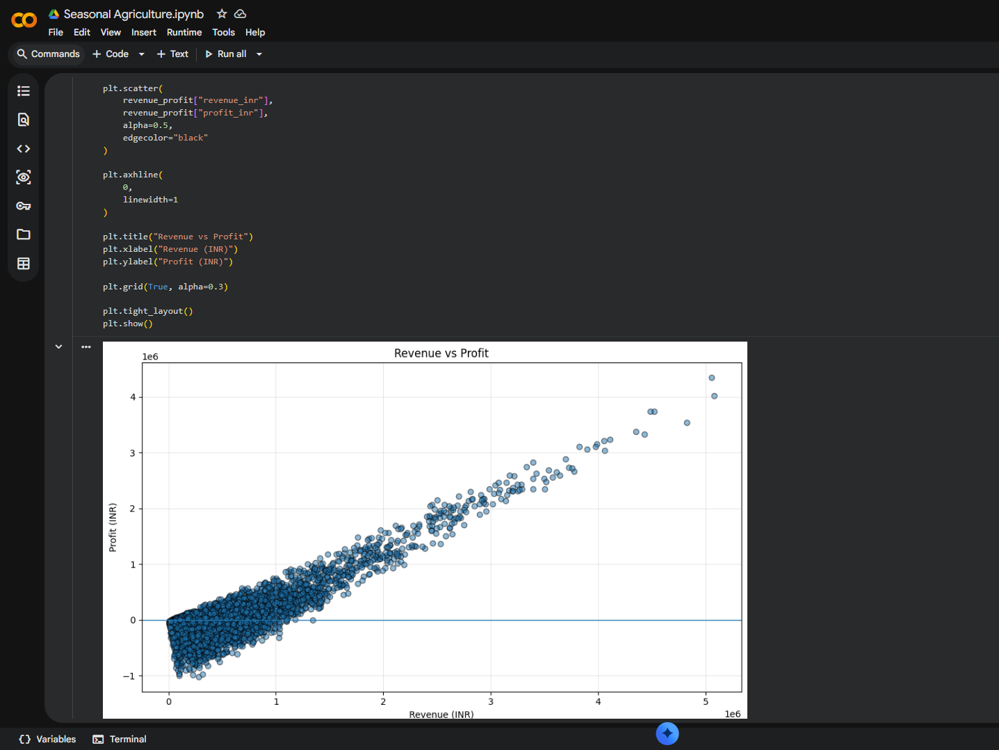 Seasonal Agriculture.ipynb
File Edit View Insert Runtime Tools Help
Commands + Code + Text Run all
plt.scatter(
    revenue_profit["revenue_inr"],
    revenue_profit["profit_inr"],
    alpha=0.5,
    edgecolor="black"
)
plt.axhline(
    0,
    linewidth=1
)
plt.title("Revenue vs Profit")
plt.xlabel("Revenue (INR)")
plt.ylabel("Profit (INR)")
plt.grid(True, alpha=0.3)
plt.tight_layout()
plt.show()
Revenue vs Profit
1e6
4
3
2
1
0
−1
Profit (INR)
0 1 2 3 4 5
Revenue (INR)
1e6
{} Variables Terminal